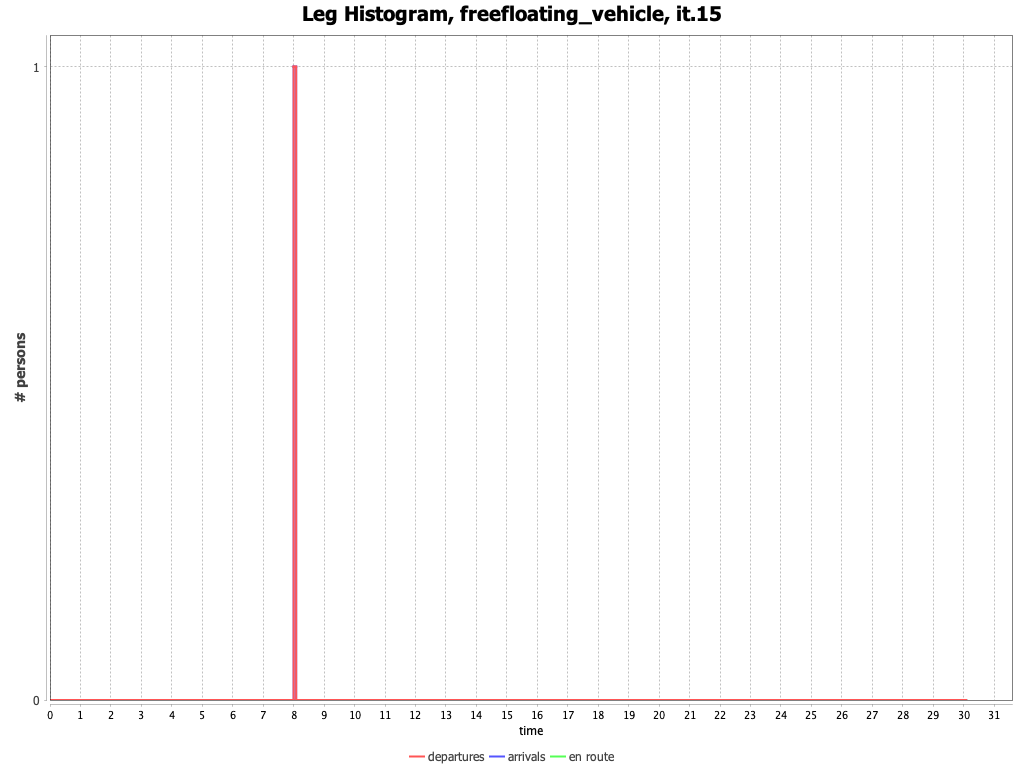 Leg Histogram, freefloating_vehicle, it.15
# persons
1
0
0 1 2 3 4 5 6 7 8 9 10 11 12 13 14 15 16 17 18 19 20 21 22 23 24 25 26 27 28 29 30 31
time
departures arrivals en route